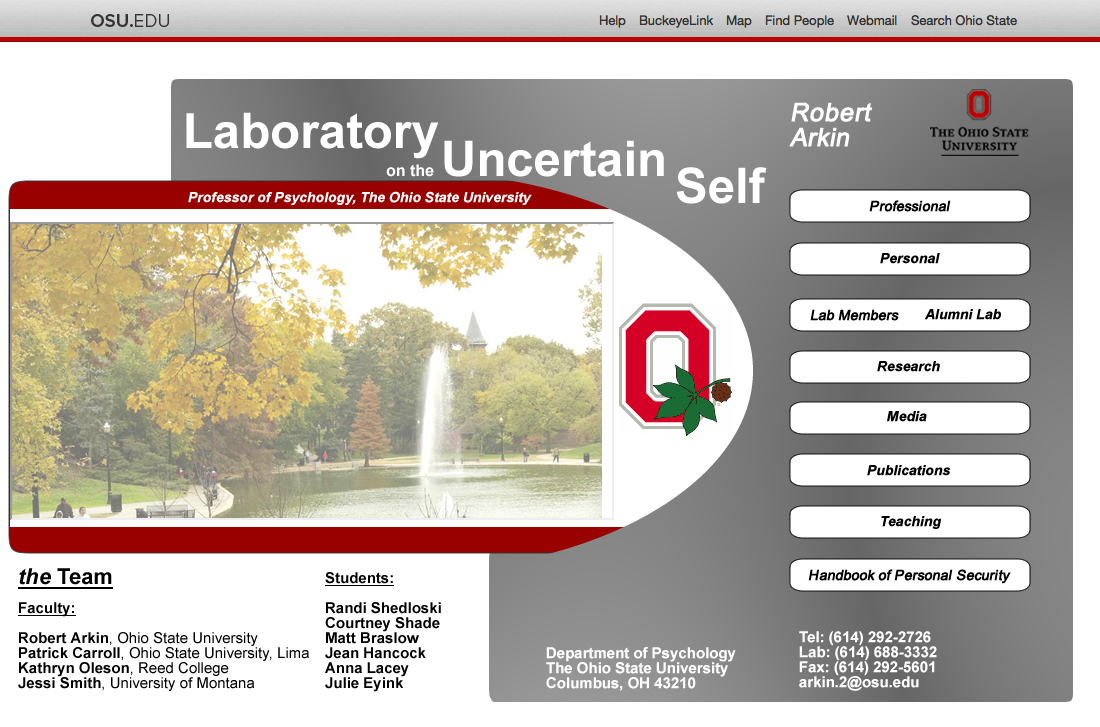 OSU.EDU
Help BuckeyeLink Map Find People Webmail Search Ohio State
Laboratory
on the Uncertain
Self
Robert
Arkin
THE OHIO STATE
UNIVERSITY
Professor of Psychology, The Ohio State University
Professional
Personal
Lab Members Alumni Lab
Research
Media
Publications
Teaching
Handbook of Personal Security
the Team
Faculty:
Robert Arkin, Ohio State University
Patrick Carroll, Ohio State University, Lima
Kathryn Oleson, Reed College
Jessi Smith, University of Montana
Students:
Randi Shedloski
Courtney Shade
Matt Braslow
Jean Hancock
Anna Lacey
Julie Eyink
Department of Psychology
The Ohio State University
Columbus, OH 43210
Tel: (614) 292-2726
Lab: (614) 688-3332
Fax: (614) 292-5601
arkin.2@osu.edu